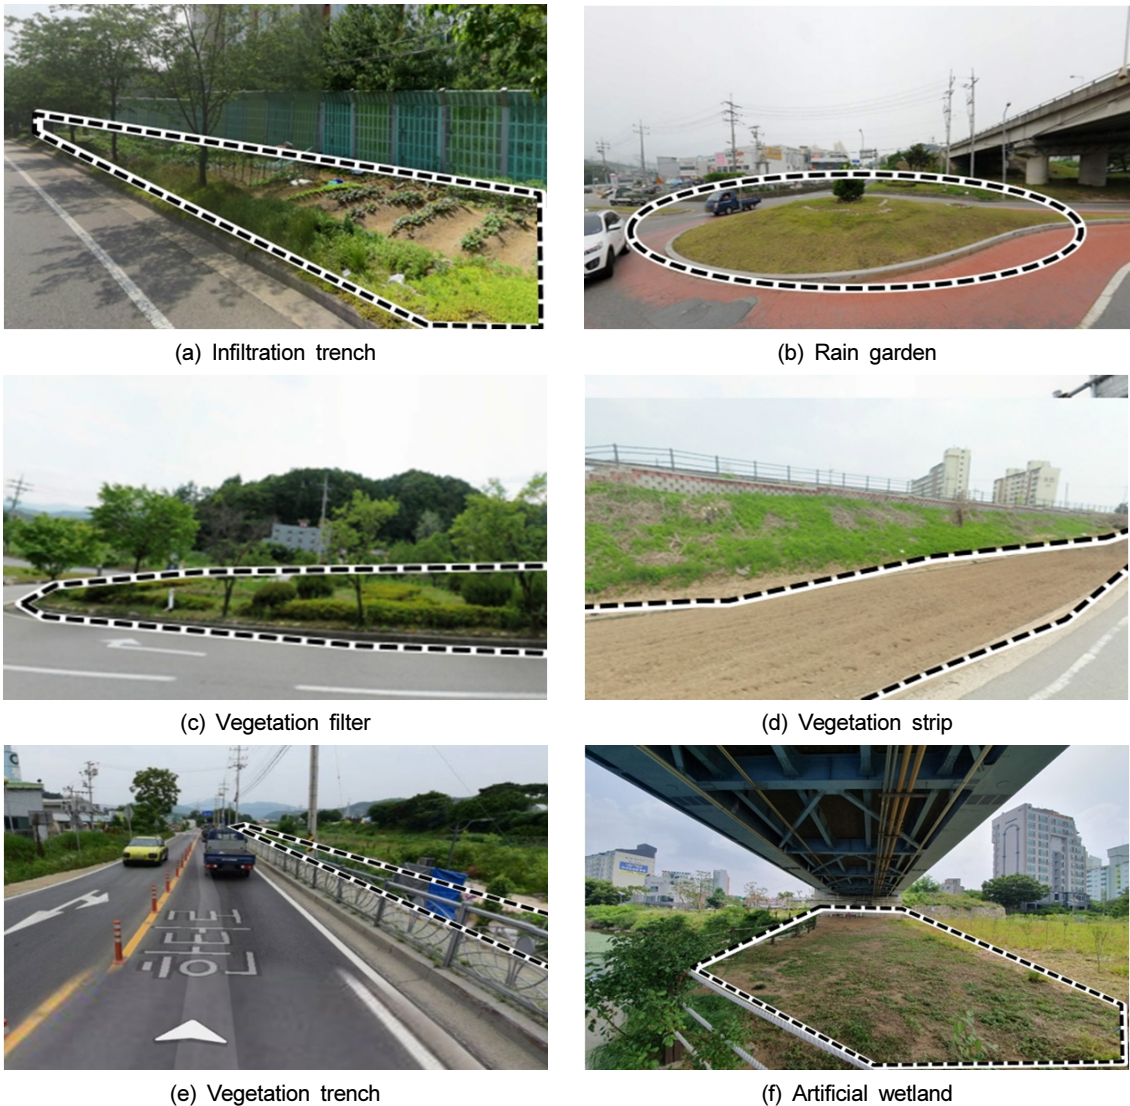 (a) Infiltration trench
(b) Rain garden
(c) Vegetation filter
(d) Vegetation strip
(e) Vegetation trench
(f) Artificial wetland